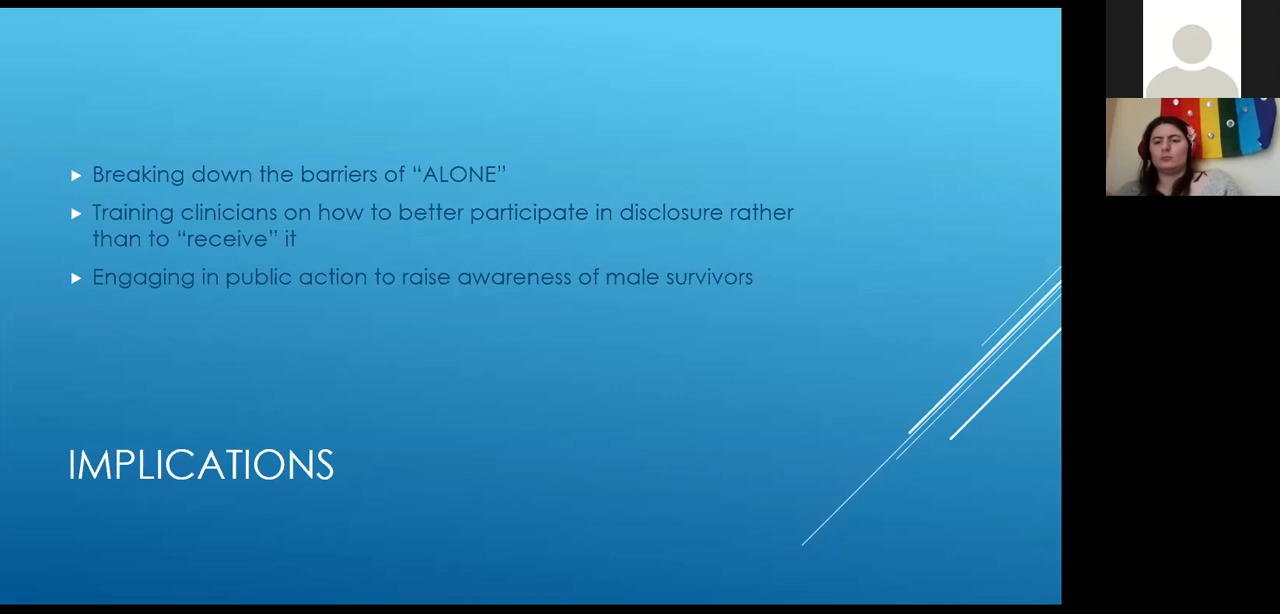 Breaking down the barriers of “ALONE”
Training clinicians on how to better participate in disclosure rather
than to “receive” it
Engaging in public action to raise awareness of male survivors
IMPLICATIONS